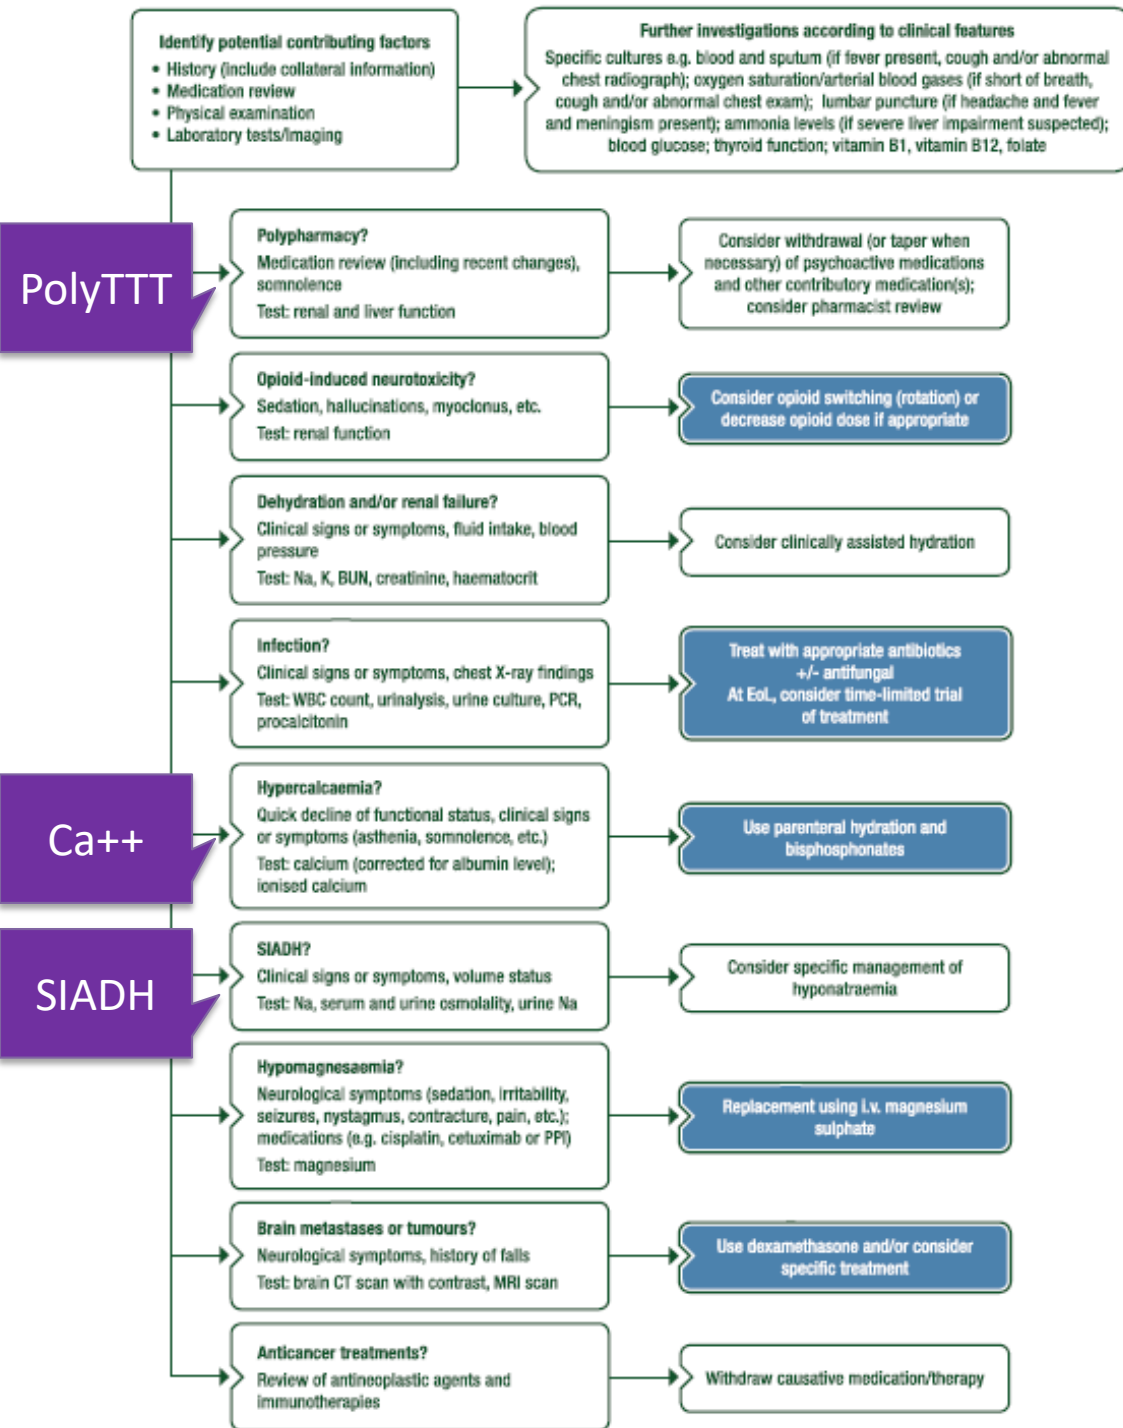 Identify potential contributing factors
• History (include collateral information)
• Medication review
• Physical examination
• Laboratory tests/Imaging
Further investigations according to clinical features
Specific cultures e.g. blood and sputum (if fever present, cough and/or abnormal
chest radiograph); oxygen saturation/arterial blood gases (if short of breath,
cough and/or abnormal chest exam); lumbar puncture (if headache and fever
and meningism present); ammonia levels (if severe liver impairment suspected);
blood glucose; thyroid function; vitamin B1, vitamin B12, folate
PolyTTT
Polypharmacy?
Medication review (including recent changes),
somnolence
Test: renal and liver function
Consider withdrawal (or taper when
necessary) of psychoactive medications
and other contributory medication(s);
consider pharmacist review
Opioid-induced neurotoxicity?
Sedation, hallucinations, myoclonus, etc.
Test: renal function
Consider opioid switching (rotation) or
decrease opioid dose if appropriate
Dehydration and/or renal failure?
Clinical signs or symptoms, fluid intake, blood
pressure
Test: Na, K, BUN, creatinine, haematocrit
Consider clinically assisted hydration
Infection?
Clinical signs or symptoms, chest X-ray findings
Test: WBC count, urinalysis, urine culture, PCR,
procalcitonin
Treat with appropriate antibiotics
+/- antifungal
At EoL, consider time-limited trial
of treatment
Ca++
Hypercalcaemia?
Quick decline of functional status, clinical signs
or symptoms (asthenia, somnolence, etc.)
Test: calcium (corrected for albumin level);
ionised calcium
Use parenteral hydration and
bisphosphonates
SIADH
SIADH?
Clinical signs or symptoms, volume status
Test: Na, serum and urine osmolality, urine Na
Consider specific management of
hyponatraemia
Hypomagnesaemia?
Neurological symptoms (sedation, irritability,
seizures, nystagmus, contracture, pain, etc.);
medications (e.g. cisplatin, cetuximab or PPI)
Test: magnesium
Replacement using i.v. magnesium
sulphate
Brain metastases or tumours?
Neurological symptoms, history of falls
Test: brain CT scan with contrast, MRI scan
Use dexamethasone and/or consider
specific treatment
Anticancer treatments?
Review of antineoplastic agents and
immunotherapies
Withdraw causative medication/therapy